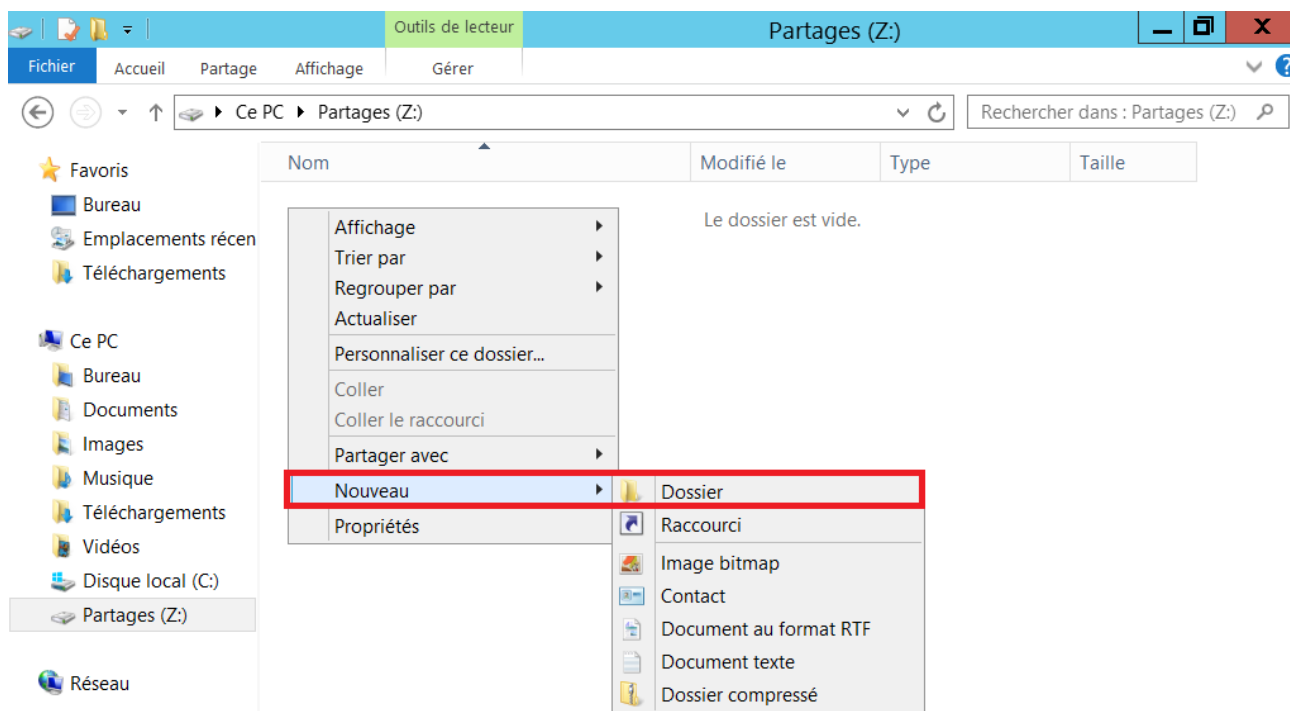 Outils de lecteur
Partages (Z:)
Fichier
Accueil
Partage
Affichage
Gérer
Ce PC
Partages (Z:)
Rechercher dans : Partages (Z:)
Favoris
Bureau
Emplacements récen
Téléchargements
Ce PC
Bureau
Documents
Images
Musique
Téléchargements
Vidéos
Disque local (C:)
Partages (Z:)
Réseau
Nom
Modifié le
Type
Taille
Le dossier est vide.
Affichage
Trier par
Regrouper par
Actualiser
Personnaliser ce dossier...
Coller
Coller le raccourci
Partager avec
Nouveau
Propriétés
Dossier
Raccourci
Image bitmap
Contact
Document au format RTF
Document texte
Dossier compressé